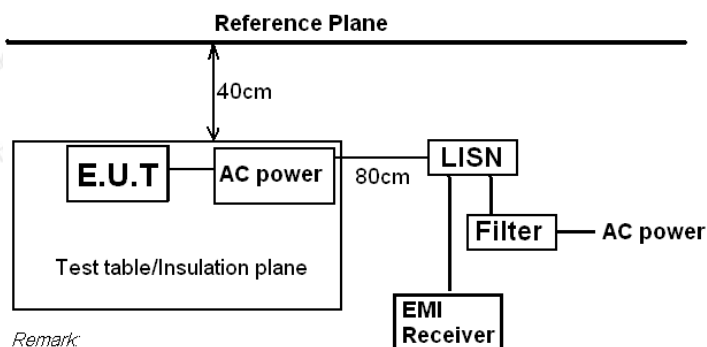 Reference Plane
40cm
E.U.T
AC power
80cm
LISN
Filter
AC power
Test table/Insulation plane
EMI
Receiver
Remark: